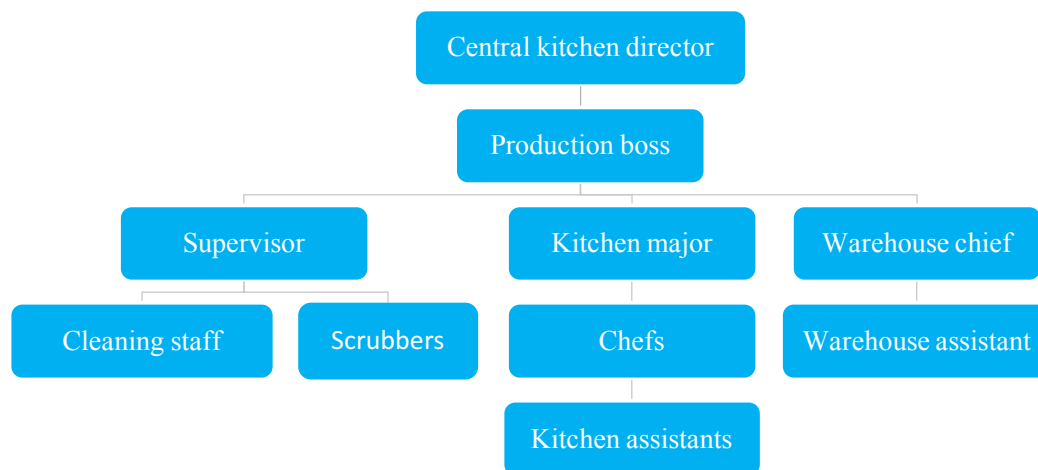 Central kitchen director
Production boss
Supervisor
Kitchen major
Warehouse chief
Cleaning staff
Scrubbers
Chefs
Warehouse assistant
Kitchen assistants